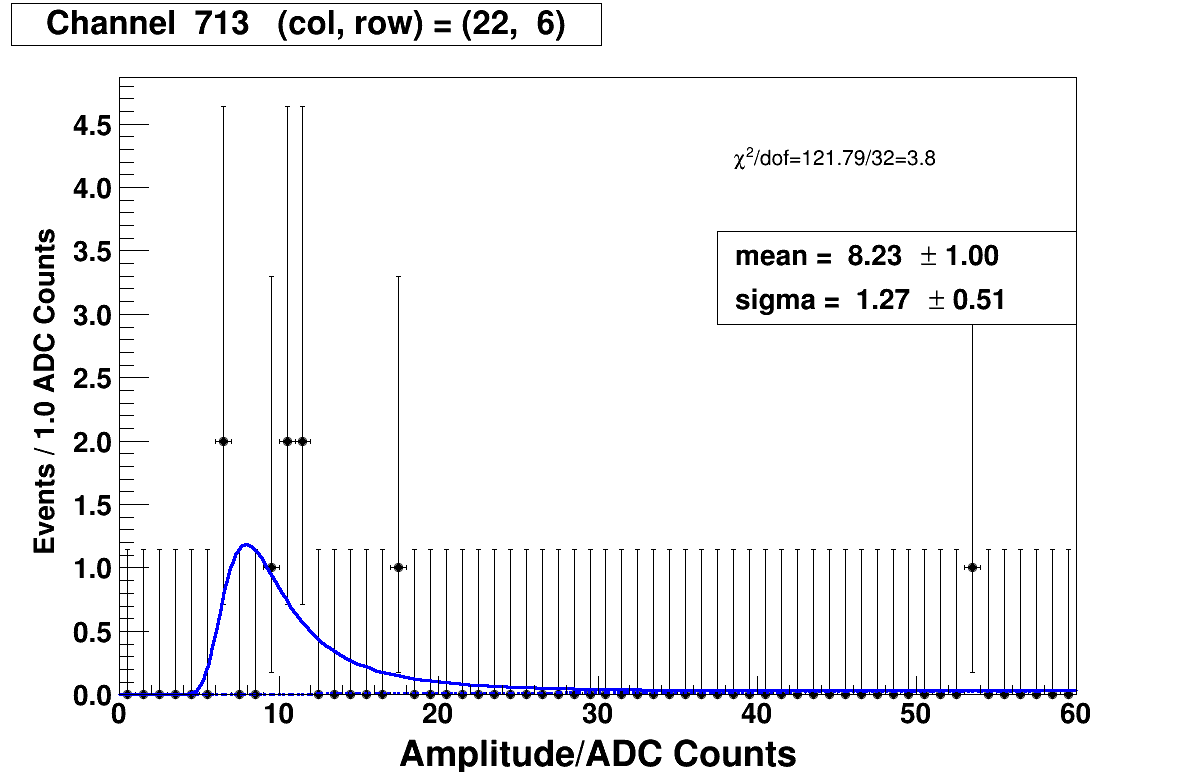 Channel 713 (col, row) = (22, 6)
χ²/dof=121.79/32=3.8
mean = 8.23 ± 1.00
sigma = 1.27 ± 0.51
Events / 1.0 ADC Counts
4.5
4.0
3.5
3.0
2.5
2.0
1.5
1.0
0.5
0.0
0 10 20 30 40 50 60
Amplitude/ADC Counts